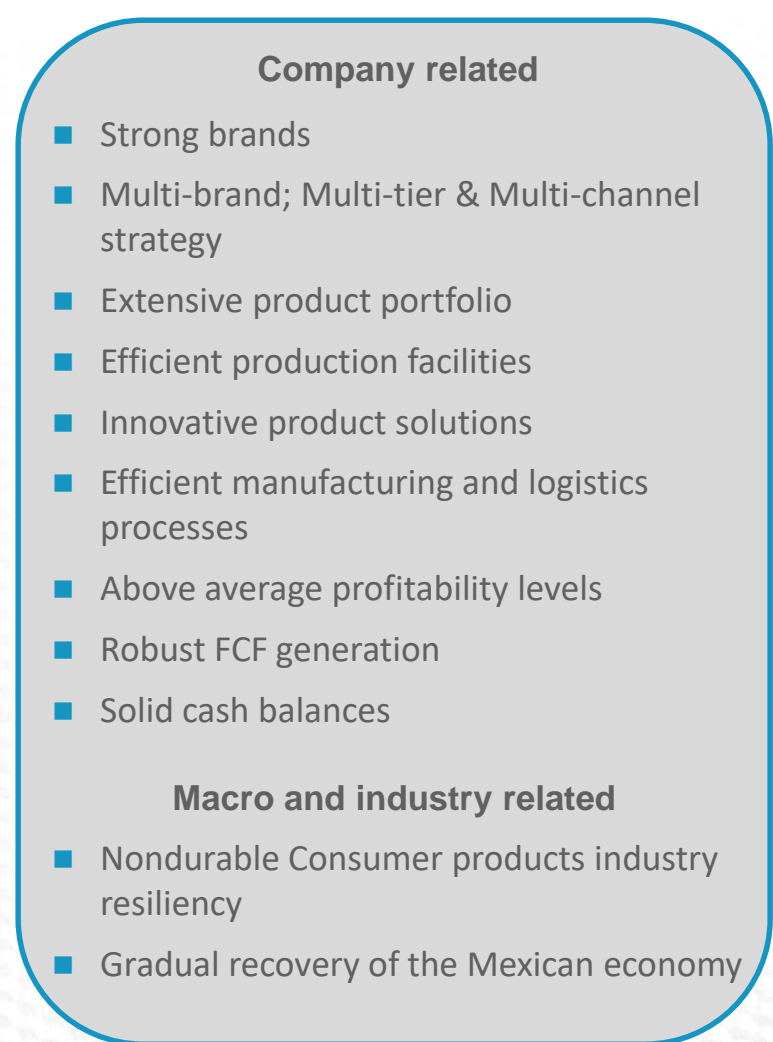 Company related
■ Strong brands
■ Multi-brand; Multi-tier & Multi-channel
strategy
■ Extensive product portfolio
■ Efficient production facilities
■ Innovative product solutions
■ Efficient manufacturing and logistics
processes
■ Above average profitability levels
■ Robust FCF generation
■ Solid cash balances
Macro and industry related
■ Nondurable Consumer products industry
resiliency
■ Gradual recovery of the Mexican economy